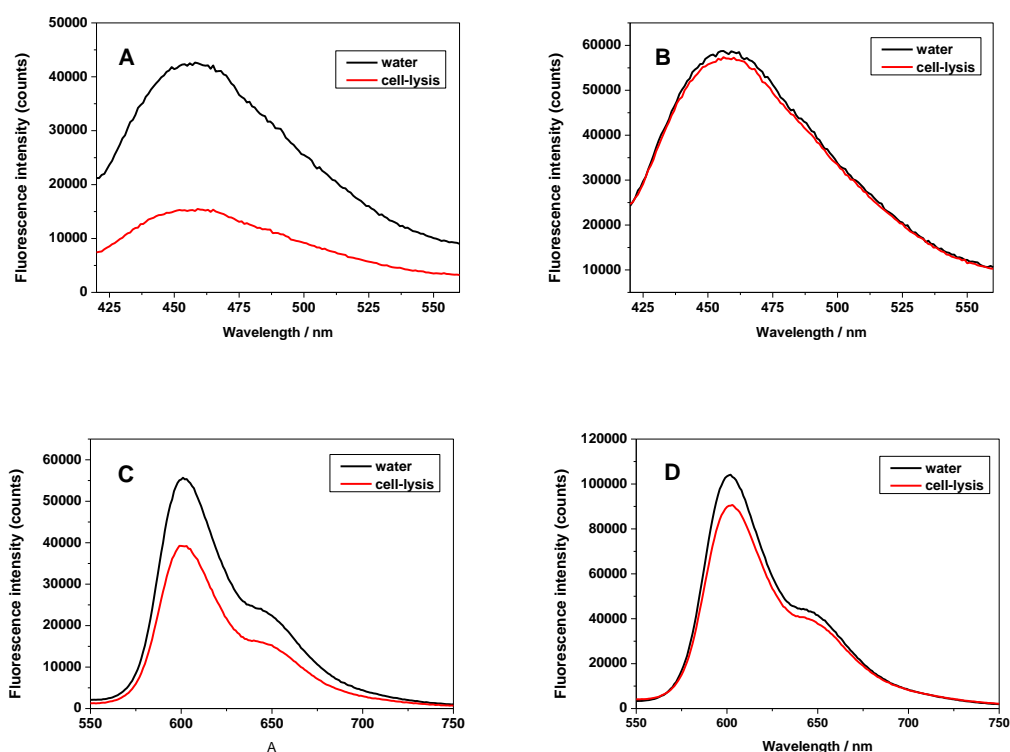 A
water
cell-lysis
Fluorescence intensity (counts)
50000
40000
30000
20000
10000
0
425 450 475 500 525 550
Wavelength / nm
B
water
cell-lysis
Fluorescence intensity (counts)
60000
50000
40000
30000
20000
10000
425 450 475 500 525 550
Wavelength / nm
C
water
cell-lysis
Fluorescence intensity (counts)
60000
50000
40000
30000
20000
10000
0
550 600 650 700 750
A
D
water
cell-lysis
Fluorescence intensity (counts)
120000
100000
80000
60000
40000
20000
0
550 600 650 700 750
Wavelength / nm